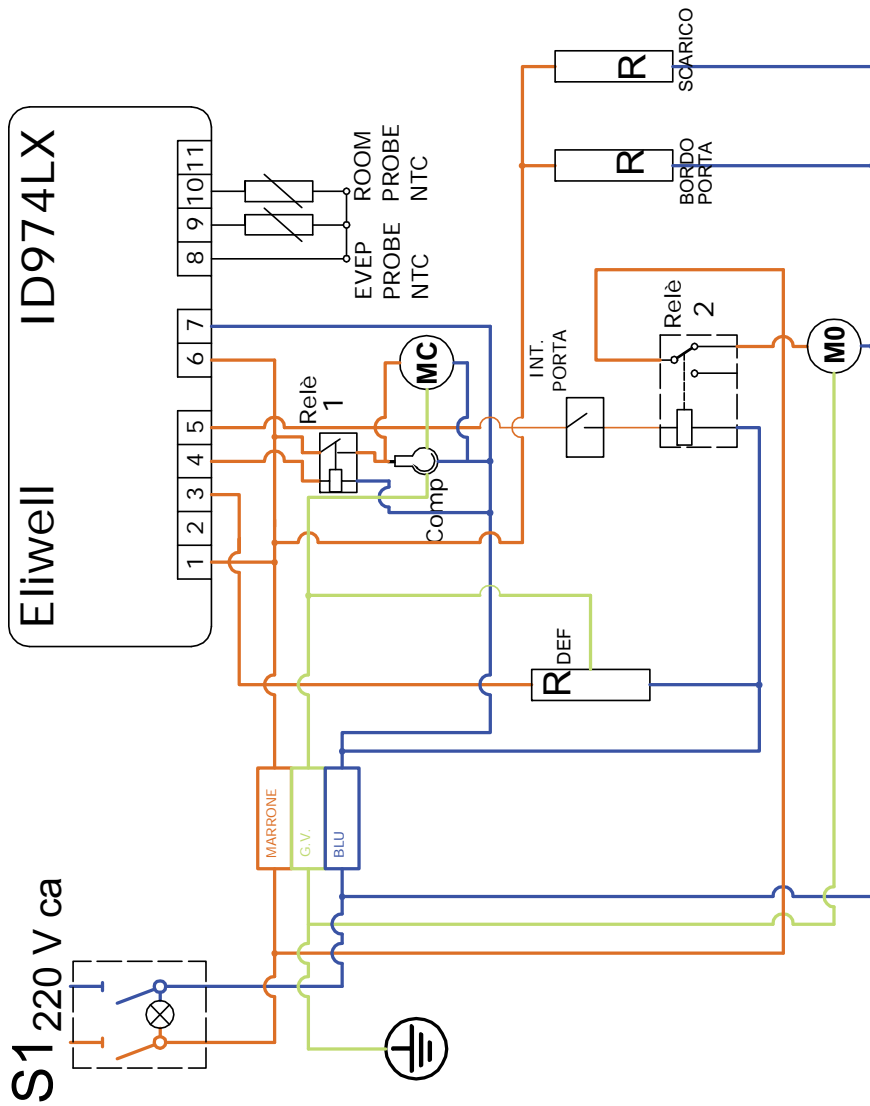 Eliwell
ID974LX
1
2
3
4
5
6
7
8
9
10
11
EVEP
PROBE
NTC
ROOM
PROBE
NTC
Relè
1
MC
Comp
INT.
PORTA
Relè
2
M0
R
BORDO
PORTA
R
SCARICO
R DEF
MARRONE
G.V.
BLU
S1
220 V ca